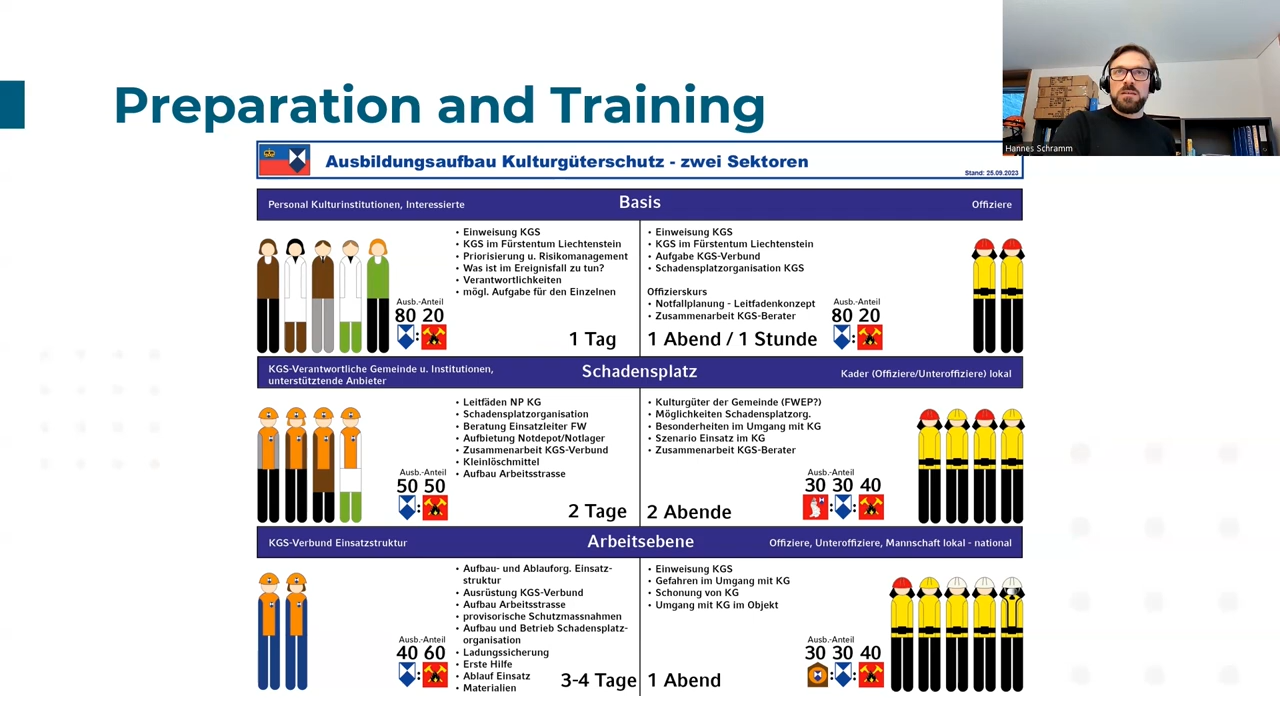 Preparation and Training
Hannes Schramm
Ausbildungsaufbau Kulturgüterschutz - zwei Sektoren
Stand: 25.09.2023
Personal Kulturinstitutionen, Interessierte
Basis
Offiziere
• Einweisung KGS
• KGS im Fürstentum Liechtenstein
• Priorisierung u. Risikomanagement
• Was ist im Ereignisfall zu tun?
• Verantwortlichkeiten
• mögl. Aufgabe für den Einzelnen
Ausb.-Anteil
80 20
:
1 Tag
• Einweisung KGS
• KGS im Fürstentum Liechtenstein
• Aufgabe KGS-Verbund
• Schadensplatzorganisation KGS
Offizierskurs
• Notfallplanung - Leitfadenkonzept
• Zusammenarbeit KGS-Berater
Ausb.-Anteil
80 20
:
1 Abend / 1 Stunde
KGS-Verantwortliche Gemeinde u. Institutionen,
unterstütztende Anbieter
Schadensplatz
Kader (Offiziere/Unteroffiziere) lokal
• Leitfäden NP KG
• Schadensplatzorganisation
• Beratung Einsatzleiter FW
• Aufbietung Notdepot/Notlager
• Zusammenarbeit KGS-Verbund
• Kleinlöschmittel
• Aufbau Arbeitsstrasse
Ausb.-Anteil
50 50
:
2 Tage
• Kulturgüter der Gemeinde (FWEP?)
• Möglichkeiten Schadensplatzorg.
• Besonderheiten im Umgang mit KG
• Szenario Einsatz im KG
• Zusammenarbeit KGS-Berater
Ausb.-Anteil
30 30 40
: :
2 Abende
KGS-Verbund Einsatzstruktur
Arbeitsebene
Offiziere, Unteroffiziere, Mannschaft lokal - national
• Aufbau- und Ablauforg. Einsatz-
struktur
• Ausrüstung KGS-Verbund
• Aufbau Arbeitsstrasse
• provisorische Schutzmassnahmen
• Aufbau und Betrieb Schadensplatz-
organisation
• Ladungssicherung
• Erste Hilfe
• Ablauf Einsatz
• Materialien
Ausb.-Anteil
40 60
:
3-4 Tage
• Einweisung KGS
• Gefahren im Umgang mit KG
• Schonung von KG
• Umgang mit KG im Objekt
Ausb.-Anteil
30 30 40
: :
1 Abend